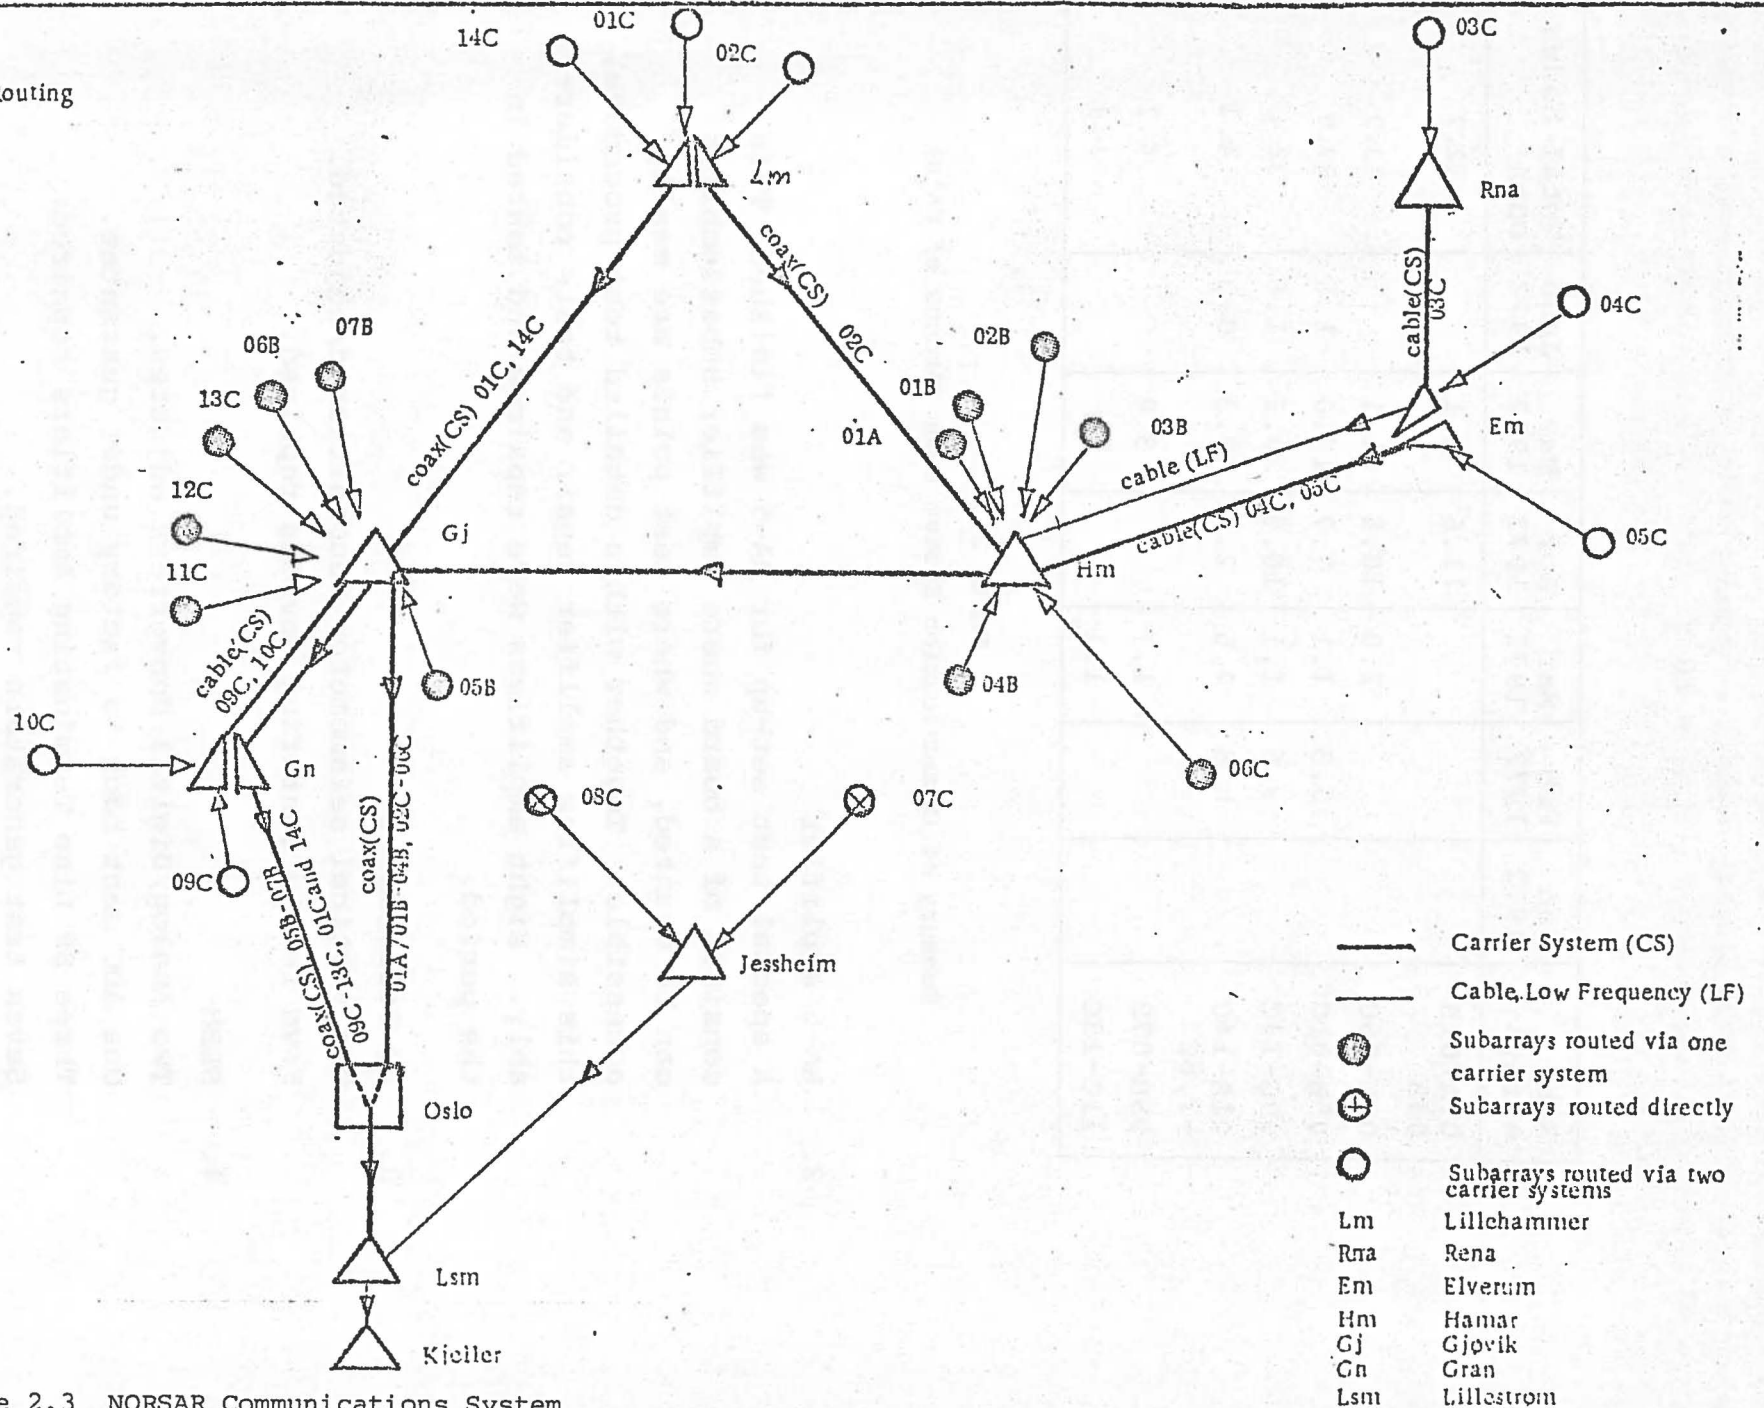 outing
14C
01C
02C
03C
Lm
Rna
coax(CS)
02C
cable(CS)
03C
04C
07B
06B
13C
12C
11C
coax(CS) 01C, 14C
Gj
02B
01B
01A
03B
Em
cable (LF)
cable(CS) 04C, 05C
05C
Hm
cable(CS)
09C, 10C
05B
04B
06C
10C
Gn
09C
08C
07C
coax(CS), 05B-07B
09C-13C, 01C and 14C
coax(CS)
01A / 01B-04B, 02C-06C
Jessheim
Oslo
Lsm
Kjeller
Carrier System (CS)
Cable, Low Frequency (LF)
Subarrays routed via one
carrier system
Subarrays routed directly
Subarrays routed via two
carrier systems
Lm Lillehammer
Rna Rena
Em Elverum
Hm Hamar
Gj Gjøvik
Gn Gran
Lsm Lillestrøm
e 2.3 NORSAR Communications System